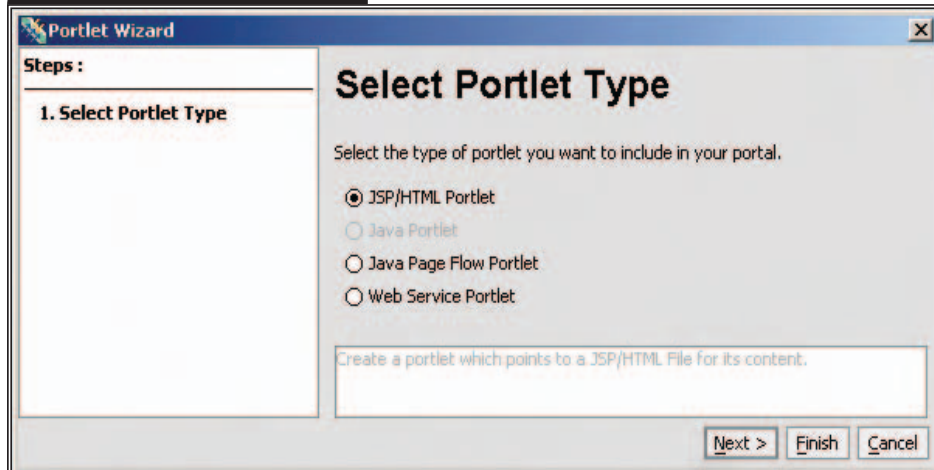 Portlet Wizard
Steps :
1. Select Portlet Type
Select Portlet Type
Select the type of portlet you want to include in your portal.
JSP/HTML Portlet
Java Portlet
Java Page Flow Portlet
Web Service Portlet
Create a portlet which points to a JSP/HTML File for its content.
Next >
Finish
Cancel